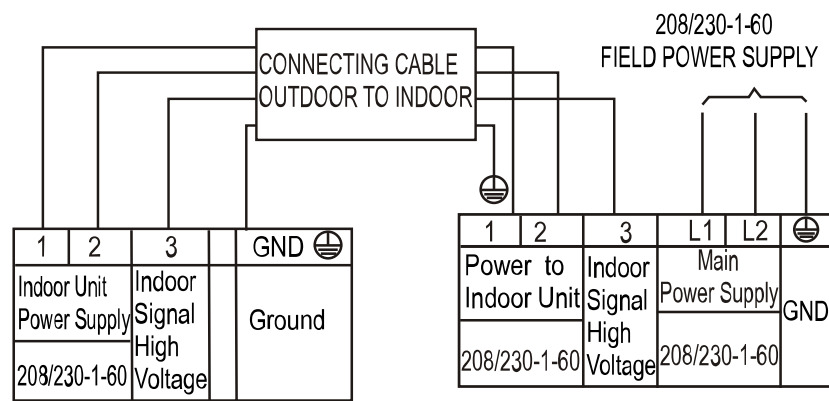 208/230-1-60
FIELD POWER SUPPLY
CONNECTING CABLE
OUTDOOR TO INDOOR
1 2 3 GND
Indoor Unit
Power Supply
208/230-1-60
Indoor
Signal
High
Voltage
Ground
1 2 3 L1 L2
Power to
Indoor Unit
208/230-1-60
Indoor
Signal
High
Voltage
Main
Power Supply
208/230-1-60
GND